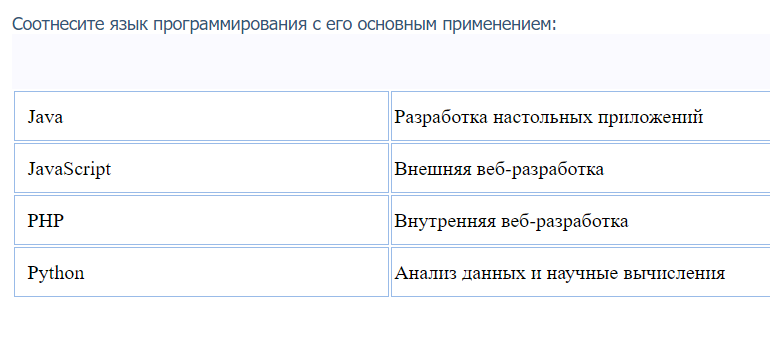 Соотнесите язык программирования с его основным применением:
Java Разработка настольных приложений
JavaScript Внешняя веб-разработка
PHP Внутренняя веб-разработка
Python Анализ данных и научные вычисления